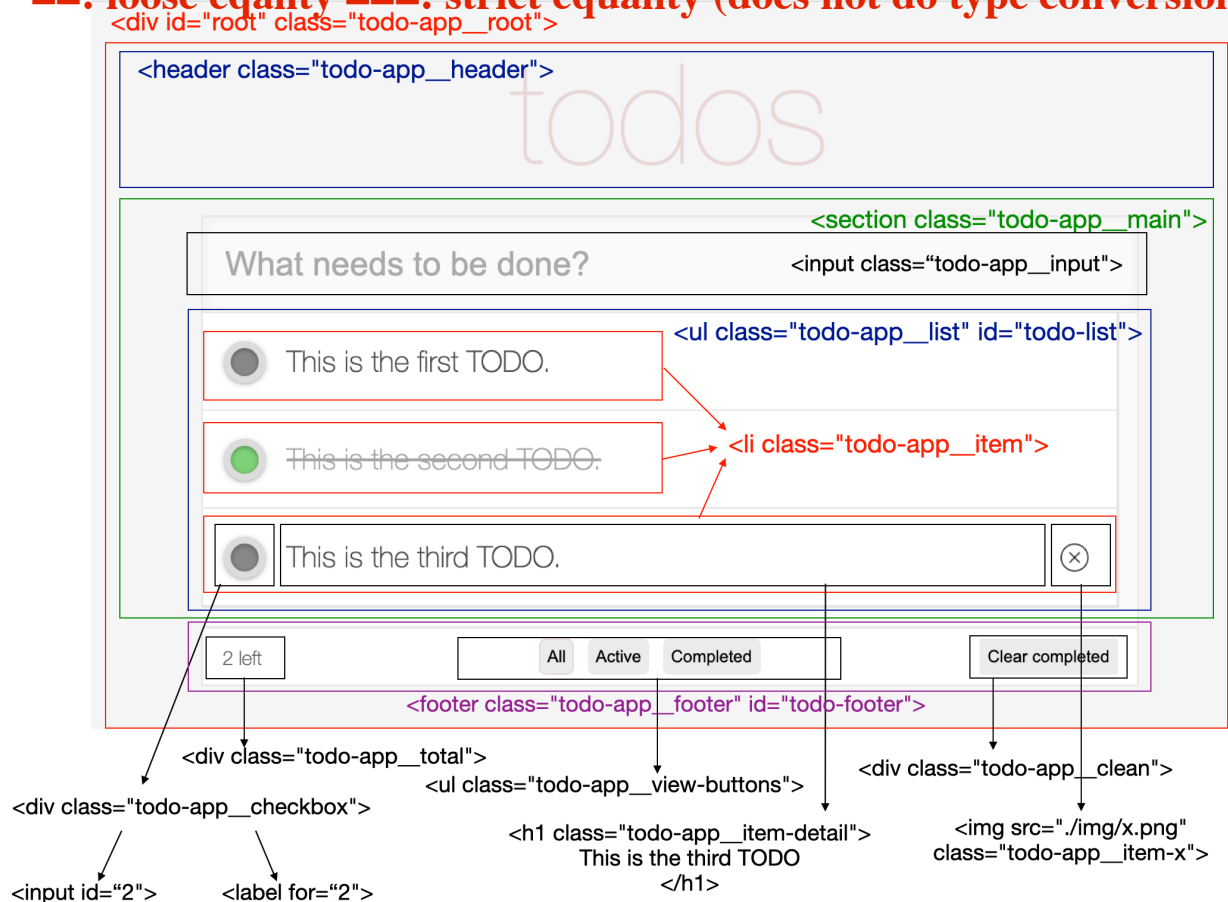 ==: loose eqality ===: strict equality (does not do type conversion
<div id="root" class="todo-app__root">
<header class="todo-app__header">
todos
<section class="todo-app__main">
What needs to be done?
<input class=“todo-app__input">
<ul class="todo-app__list" id="todo-list">
This is the first TODO.
<li class="todo-app__item">
This is the second TODO.
This is the third TODO.
2 left
All
Active
Completed
Clear completed
<footer class="todo-app__footer" id="todo-footer">
<div class="todo-app__total">
<ul class="todo-app__view-buttons">
<div class="todo-app__clean">
<div class="todo-app__checkbox">
<h1 class="todo-app__item-detail">
This is the third TODO
</h1>
<img src="./img/x.png"
class="todo-app__item-x">
<input id=“2">
<label for=“2">